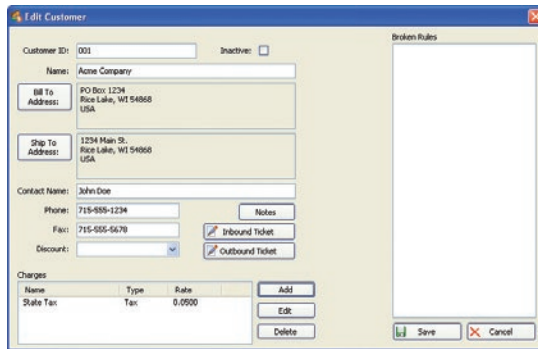 Edit Customer
Customer ID: 001 Inactive:
Name: Acme Company
Bill To Address:
PO Box 1234
Rice Lake, WI 54868
USA
Ship To Address:
1234 Main St.
Rice Lake, WI 54868
USA
Contact Name: John Doe
Phone: 715-555-1234 Notes
Fax: 715-555-5678 Inbound Ticket
Discount: Outbound Ticket
Charges
Name Type Rate
State Tax Tax 0.0500
Add
Edit
Delete
Broken Rules
Save Cancel